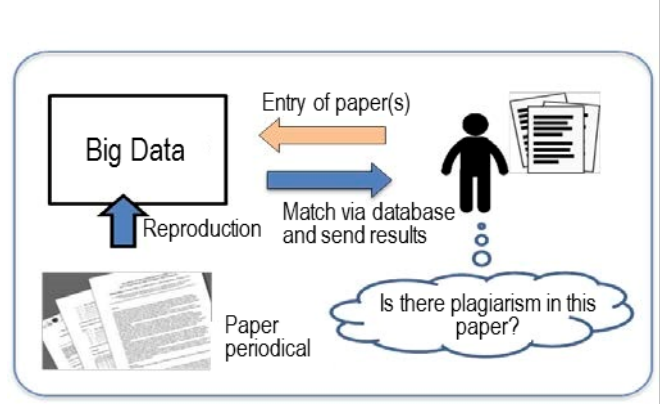 Entry of paper(s)
Big Data
Match via database
and send results
Reproduction
Paper
periodical
Is there plagiarism in this
paper?